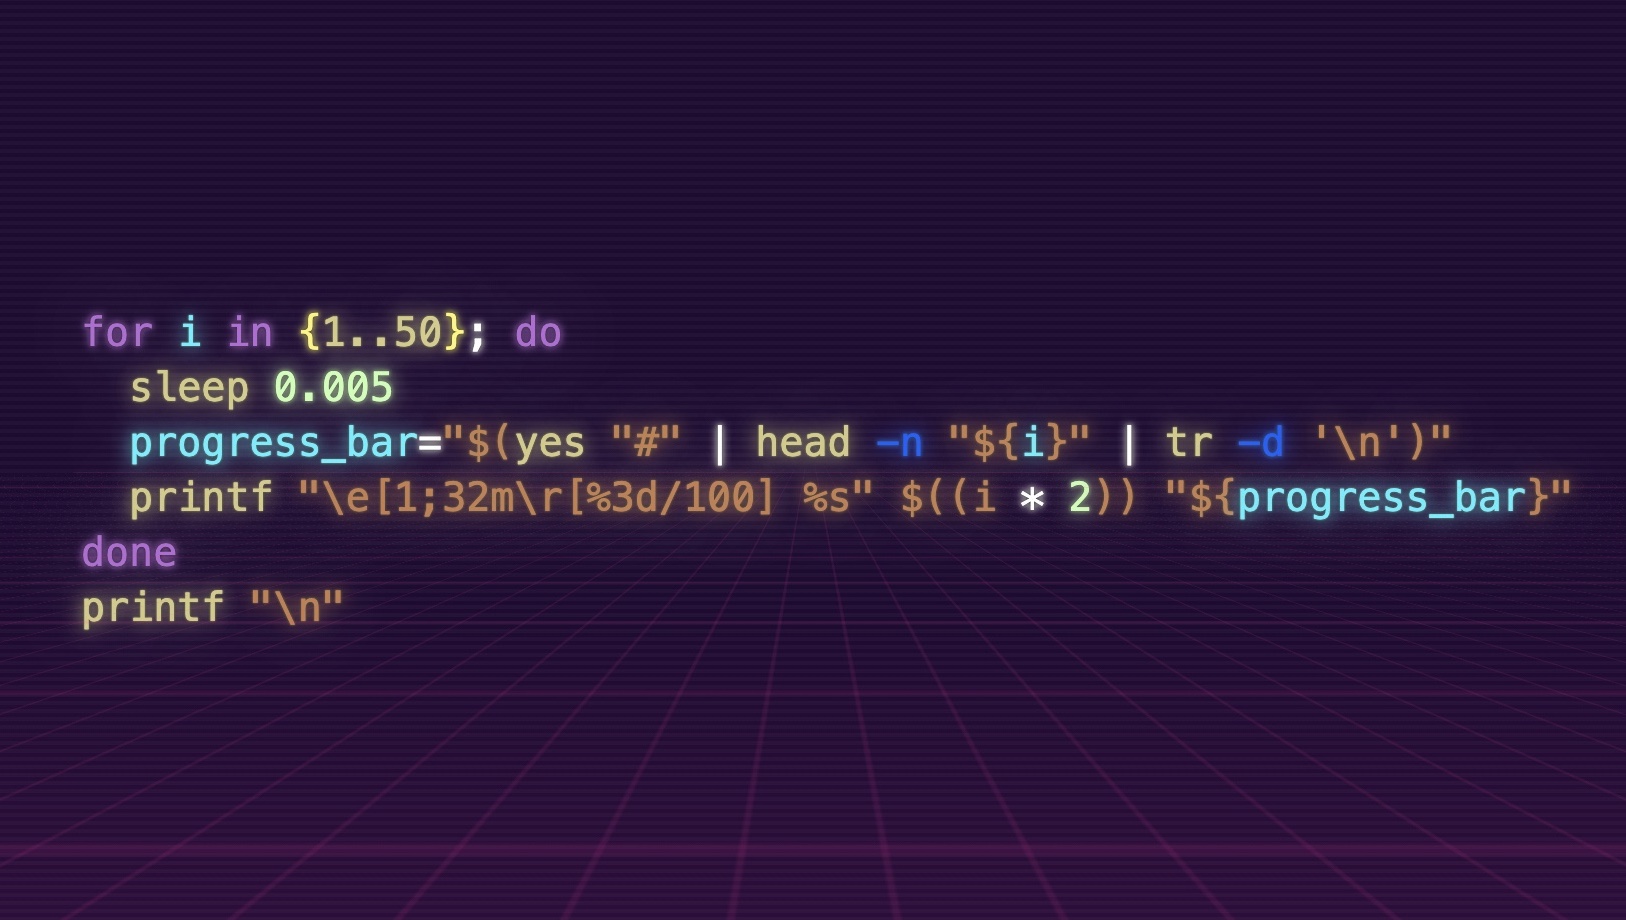 for i in {1..50}; do
  sleep 0.005
  progress_bar="$(yes "#" | head -n "${i}" | tr -d '\n')"
  printf "\e[1;32m\r[%3d/100] %s" $((i * 2)) "${progress_bar}"
done
printf "\n"